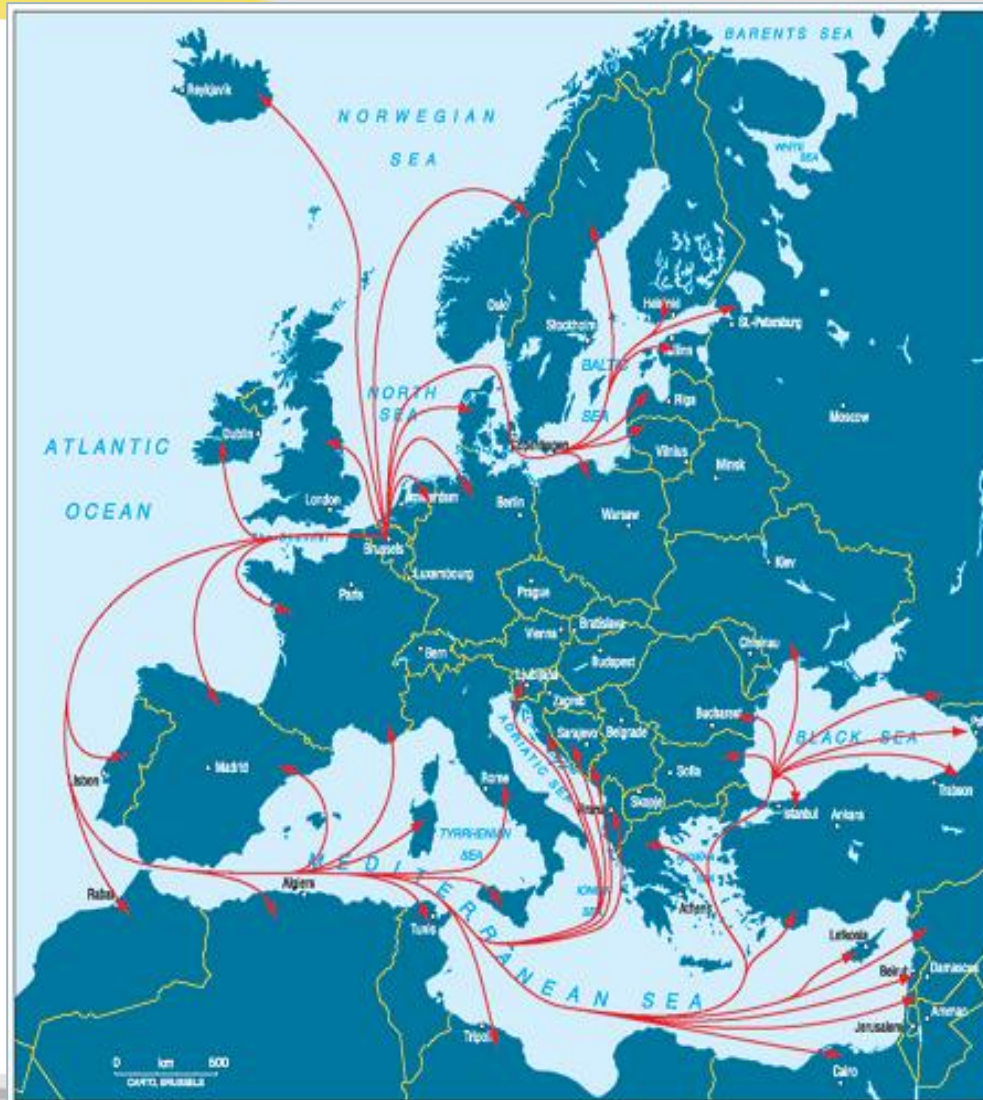 BARENTS SEA
Reykjavik
NORWEGIAN
SEA
WHITE
SEA
Oslo
Helsinki
Stockholm
St.-Petersburg
BALTIC
SEA
NORTH
SEA
Riga
Moscow
Dublin
Copenhagen
Vilnius
Minsk
ATLANTIC
OCEAN
London
Amsterdam
Berlin
Warsaw
The Channel
Brussels
Kiev
Luxembourg
Paris
Prague
Bratislava
Vienna
Chisinau
Bern
Budapest
Ljubljana
Zagreb
ADRIATIC SEA
Bucharest
Sarajevo
Belgrade
BLACK SEA
Lisbon
Madrid
Rome
Sofia
Skopje
Tirana
Istanbul
Ankara
Trabson
TYRRHENIAN
SEA
MEDITERRANEAN SEA
IONIAN
SEA
Rabat
Algiers
Tunis
Athens
Lefkosia
Beirut
Damascus
Tripoli
Jerusalem
Amman
Cairo
0 km 500
CARTO, BRUSSELS